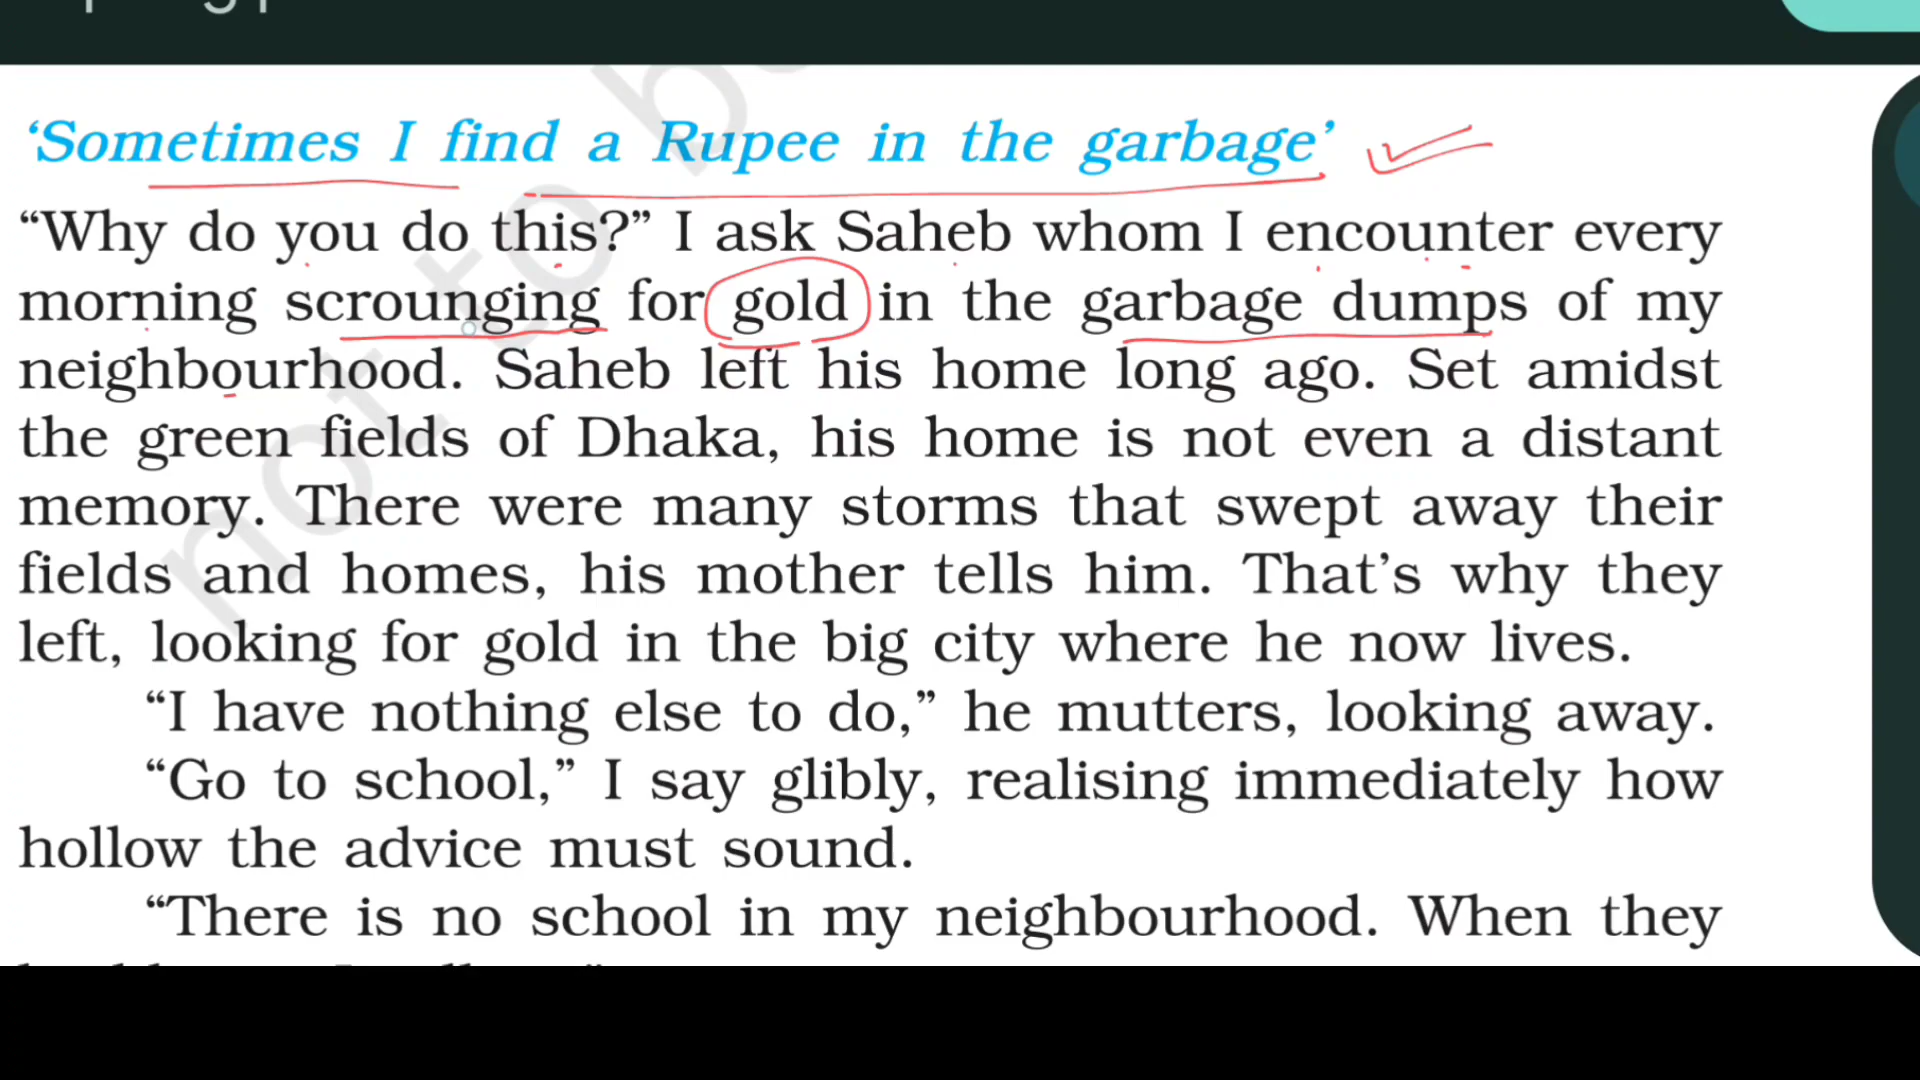 ‘Sometimes I find a Rupee in the garbage’
“Why do you do this?” I ask Saheb whom I encounter every
morning scrounging for gold in the garbage dumps of my
neighbourhood. Saheb left his home long ago. Set amidst
the green fields of Dhaka, his home is not even a distant
memory. There were many storms that swept away their
fields and homes, his mother tells him. That’s why they
left, looking for gold in the big city where he now lives.
“I have nothing else to do,” he mutters, looking away.
“Go to school,” I say glibly, realising immediately how
hollow the advice must sound.
“There is no school in my neighbourhood. When they
not to b